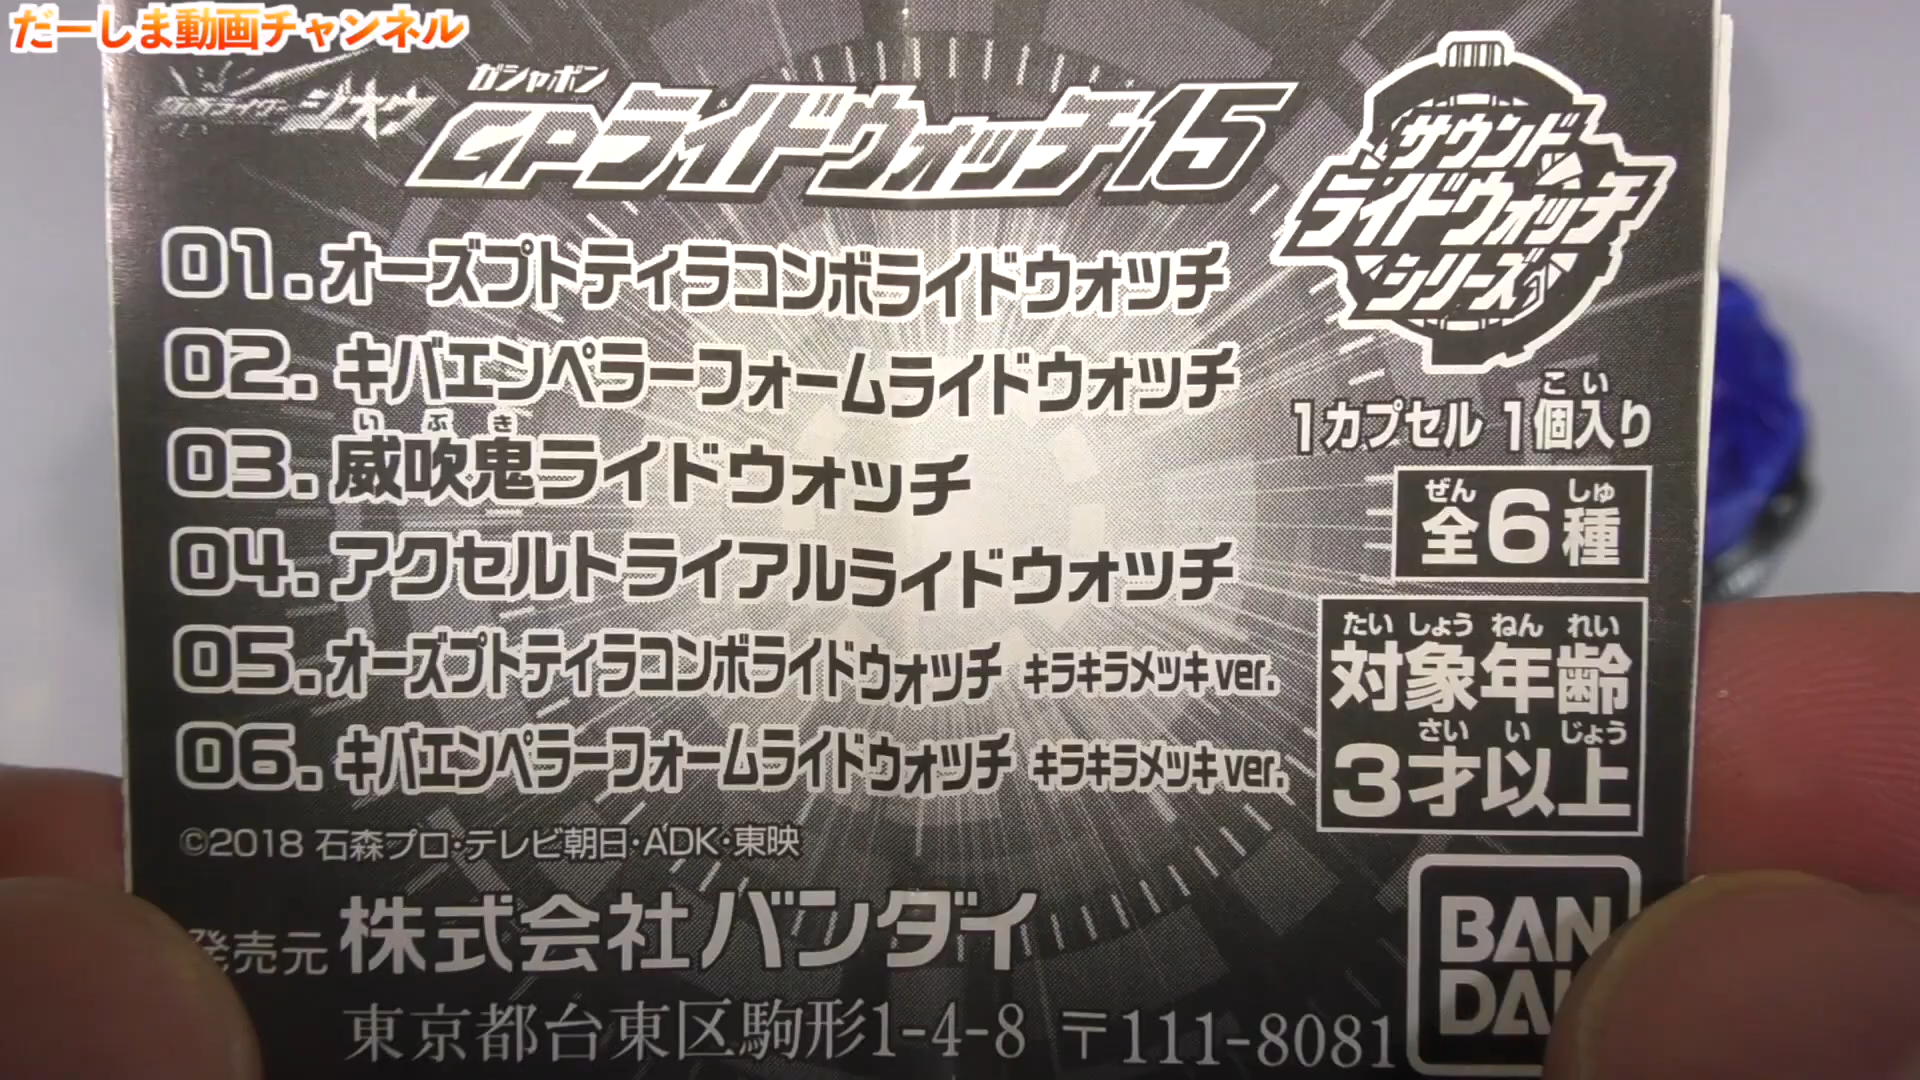 だーしま動画チャンネル
仮面ライダージオウ
ガシャポン
GPライドウォッチ15
サウンド
ライドウォッチ
シリーズ
01.オーズプトティラコンボライドウォッチ
02.キバエンペラーフォームライドウォッチ
いぶき
03.威吹鬼ライドウォッチ
04.アクセルトライアルライドウォッチ
05.オーズプトティラコンボライドウォッチ キラキラメッキver.
06.キバエンペラーフォームライドウォッチ キラキラメッキver.
こい
1カプセル 1個入り
ぜん しゅ
全6種
たいしょうねんれい
対象年齢
さいいじょう
3才以上
©2018 石森プロ・テレビ朝日・ADK・東映
発売元 株式会社バンダイ
東京都台東区駒形1-4-8 〒111-8081
BAN
DAI